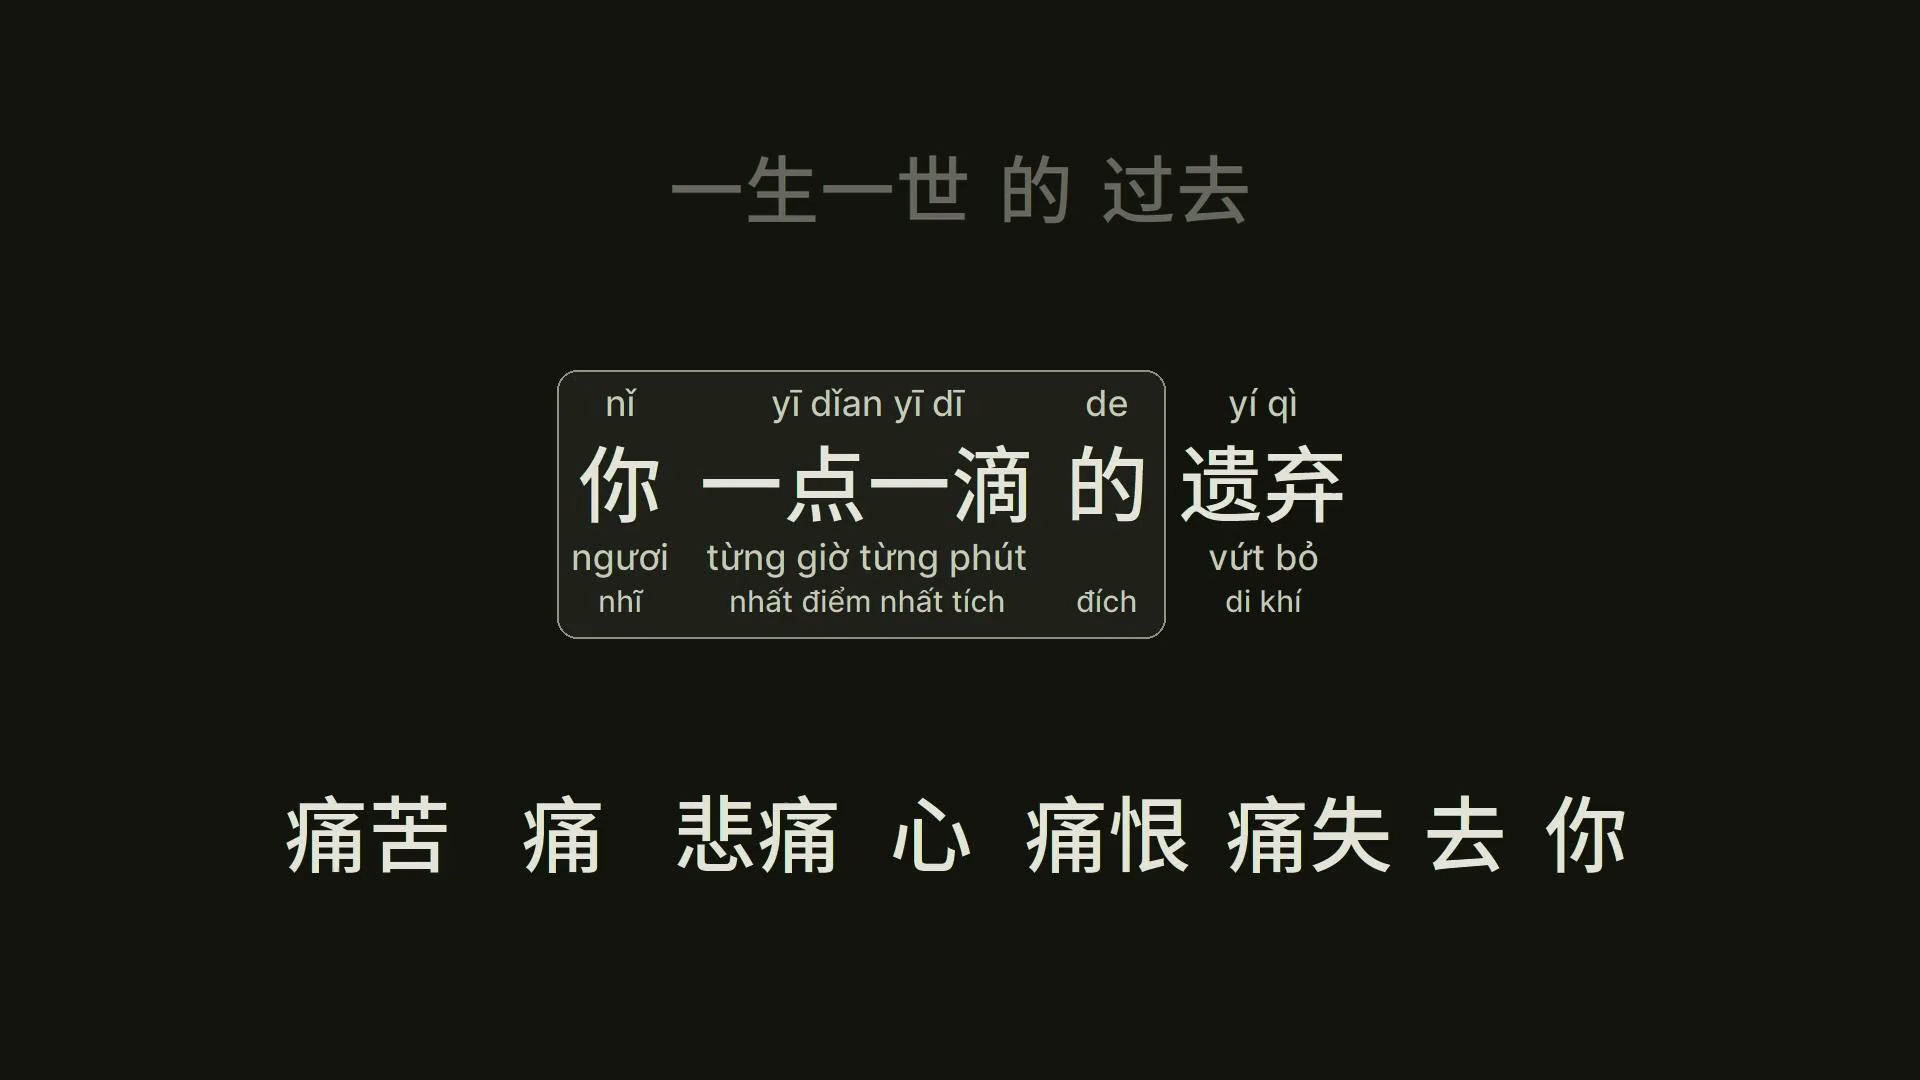 一生一世 的 过去
nǐ yī dǐan yī dī de yí qì
你 一点一滴 的 遗弃
ngươi từng giờ từng phút vứt bỏ
nhĩ nhất điểm nhất tích đích di khí
痛苦 痛 悲痛 心 痛恨 痛失 去 你